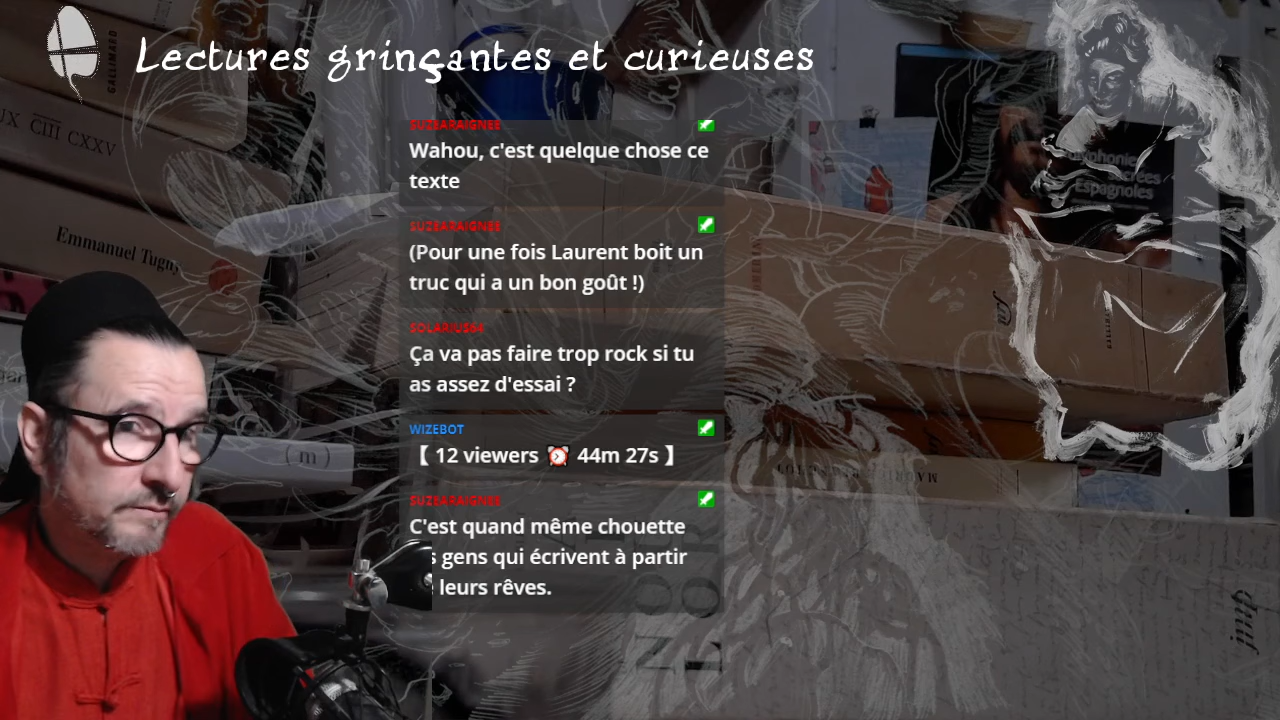 Lectures grinçantes et curieuses
GALLIMARD
UX CIII CXXV
Emmanuel Tugny
SUZEARAIGNEE
Wahou, c'est quelque chose ce
texte
SUZEARAIGNEE
(Pour une fois Laurent boit un
truc qui a un bon goût !)
SOLARIUS64
Ça va pas faire trop rock si tu
as assez d'essai ?
WIZEBOT
【 12 viewers ⏰ 44m 27s 】
SUZEARAIGNEE
C'est quand même chouette
gens qui écrivent à partir
leurs rêves.
Espagnoles
(m)